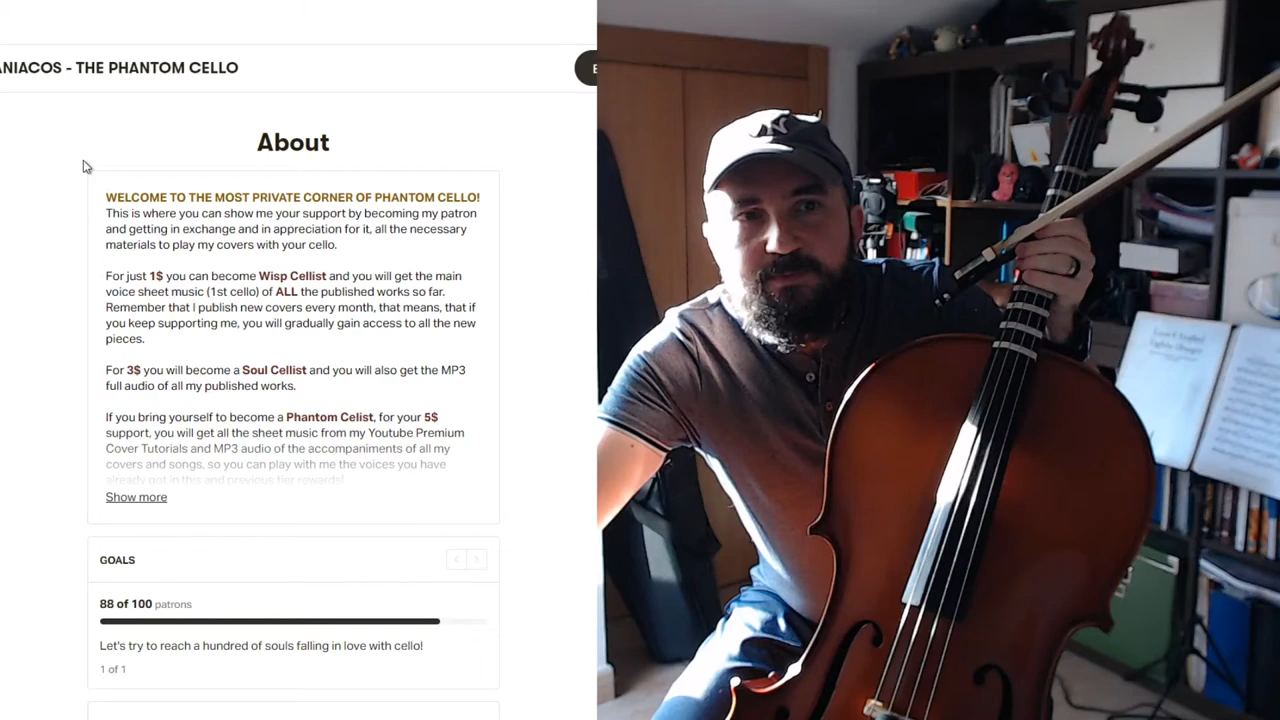 ANIACOS - THE PHANTOM CELLO
About
WELCOME TO THE MOST PRIVATE CORNER OF PHANTOM CELLO!
This is where you can show me your support by becoming my patron
and getting in exchange and in appreciation for it, all the necessary
materials to play my covers with your cello.
For just 1$ you can become Wisp Cellist and you will get the main
voice sheet music (1st cello) of ALL the published works so far.
Remember that I publish new covers every month, that means, that if
you keep supporting me, you will gradually gain access to all the new
pieces.
For 3$ you will become a Soul Cellist and you will also get the MP3
full audio of all my published works.
If you bring yourself to become a Phantom Celist, for your 5$
support, you will get all the sheet music from my Youtube Premium
Cover Tutorials and MP3 audio of the accompaniments of all my
covers and songs, so you can play with me the voices you have
already got in this and previous tier rewards!
Show more
GOALS
88 of 100 patrons
Let's try to reach a hundred of souls falling in love with cello!
1 of 1